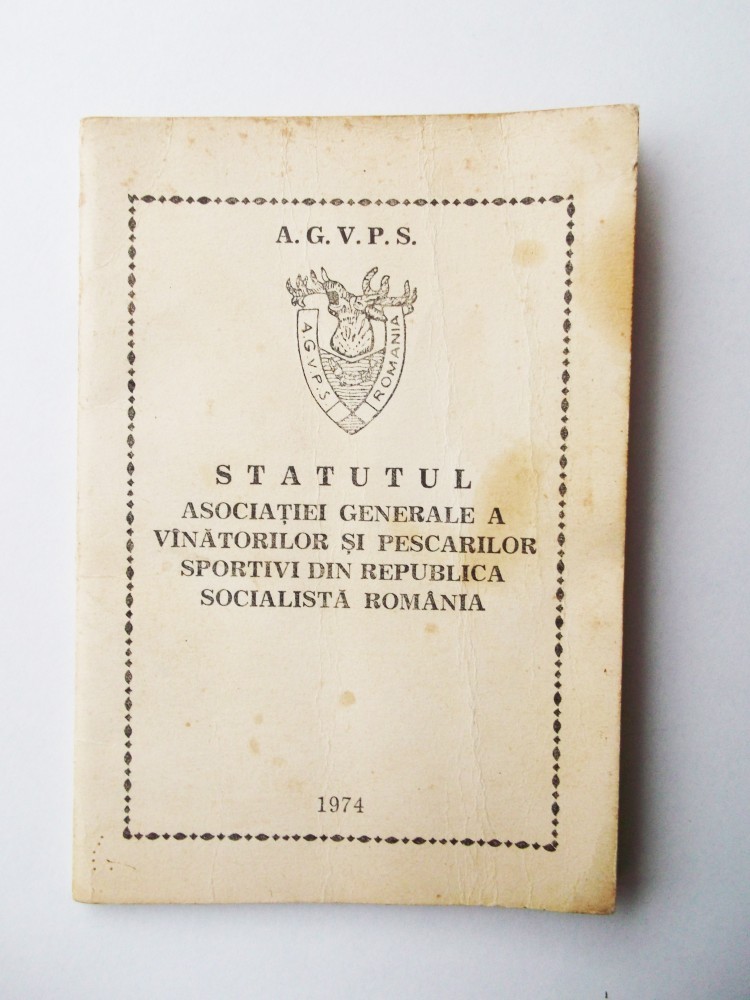 A. G. V. P. S.
A.G.V.P.S.
ROMANIA
STATUTUL
ASOCIAȚIEI GENERALE A
VÎNĂTORILOR ȘI PESCARILOR
SPORTIVI DIN REPUBLICA
SOCIALISTĂ ROMÂNIA
1974